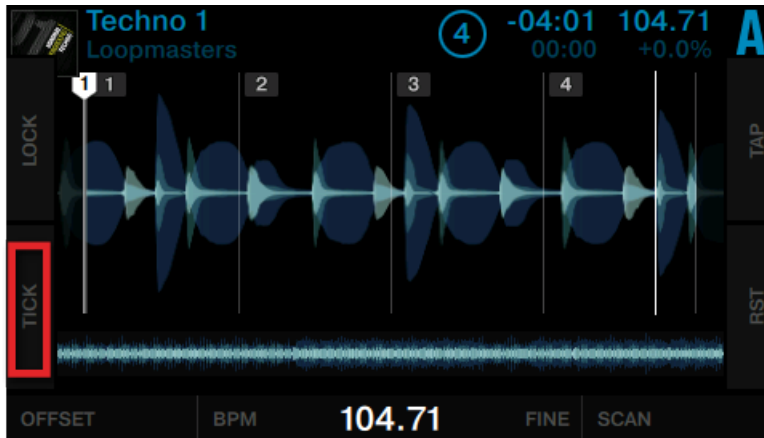 Techno 1
Loopmasters
4
-04:01 104.71
00:00 +0.0%
A
1 1 2 3 4
LOCK
TICK
TAP
RST
OFFSET BPM 104.71 FINE SCAN